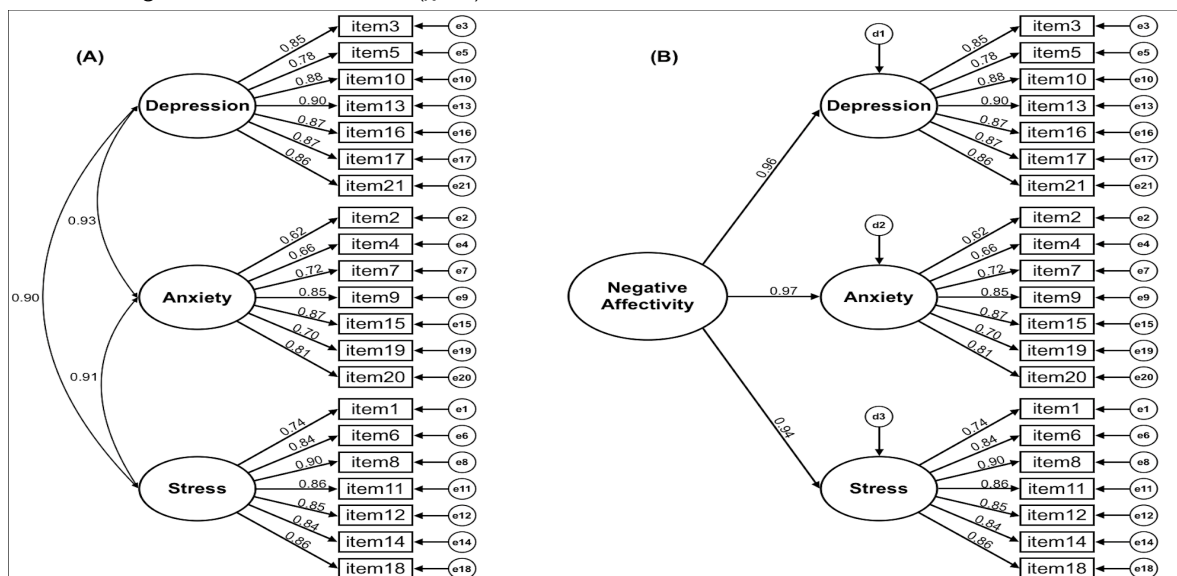 (A)
Depression
0.85
item3
e3
0.78
item5
e5
0.88
item10
e10
0.90
item13
e13
0.87
item16
e16
0.87
item17
e17
0.86
item21
e21
0.93
0.90
0.91
Anxiety
0.62
item2
e2
0.66
item4
e4
0.72
item7
e7
0.85
item9
e9
0.87
item15
e15
0.70
item19
e19
0.81
item20
e20
Stress
0.74
item1
e1
0.84
item6
e6
0.90
item8
e8
0.86
item11
e11
0.85
item12
e12
0.84
item14
e14
0.86
item18
e18
(B)
Negative
Affectivity
0.96
0.97
0.94
d1
Depression
0.85
item3
e3
0.78
item5
e5
0.88
item10
e10
0.90
item13
e13
0.87
item16
e16
0.87
item17
e17
0.86
item21
e21
d2
Anxiety
0.62
item2
e2
0.66
item4
e4
0.72
item7
e7
0.85
item9
e9
0.87
item15
e15
0.70
item19
e19
0.81
item20
e20
d3
Stress
0.74
item1
e1
0.84
item6
e6
0.90
item8
e8
0.86
item11
e11
0.85
item12
e12
0.84
item14
e14
0.86
item18
e18